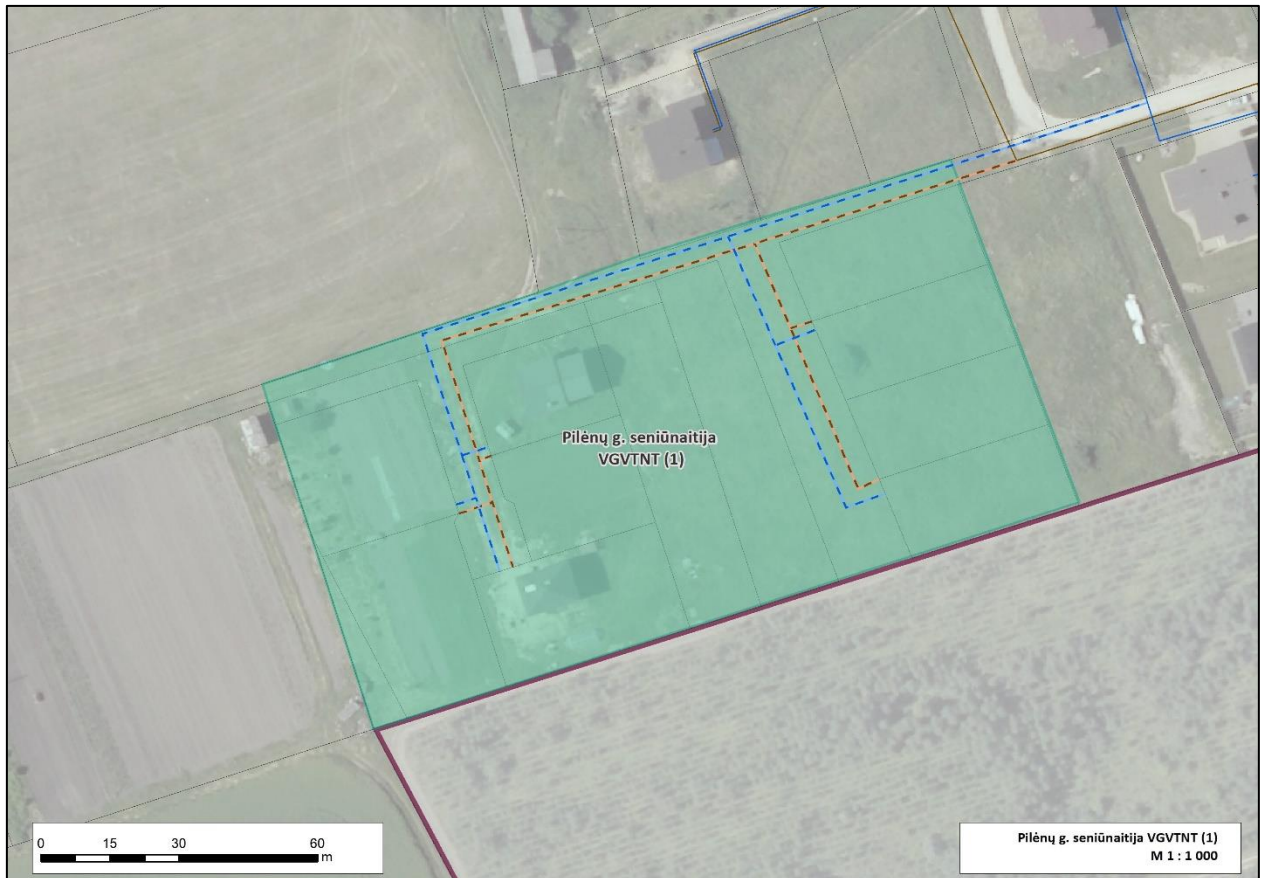 Pilėnų g. seniūnaitija
VGVTNT (1)
0 15 30 60
m
Pilėnų g. seniūnaitija VGVTNT (1)
M 1 : 1 000